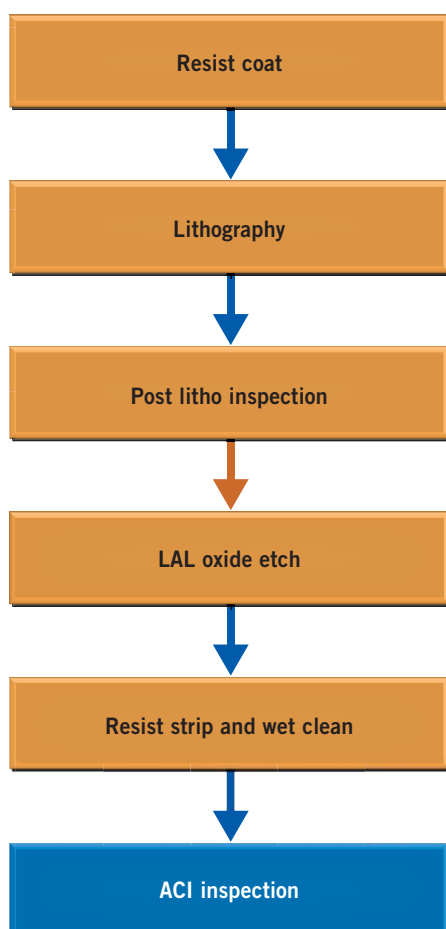 Resist coat
Lithography
Post litho inspection
LAL oxide etch
Resist strip and wet clean
ACI inspection